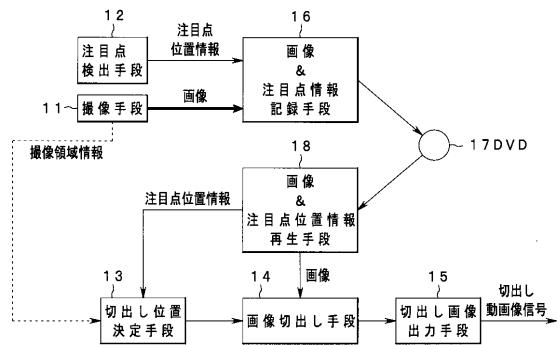 12
注目点
検出手段
注目点
位置情報
16
画像
&
注目点情報
記録手段
11
撮像手段
画像
撮像領域情報
17DVD
18
画像
&
注目点位置情報
再生手段
注目点位置情報
画像
13
切出し位置
決定手段
14
画像切出し手段
15
切出し画像
出力手段
切出し
動画像信号